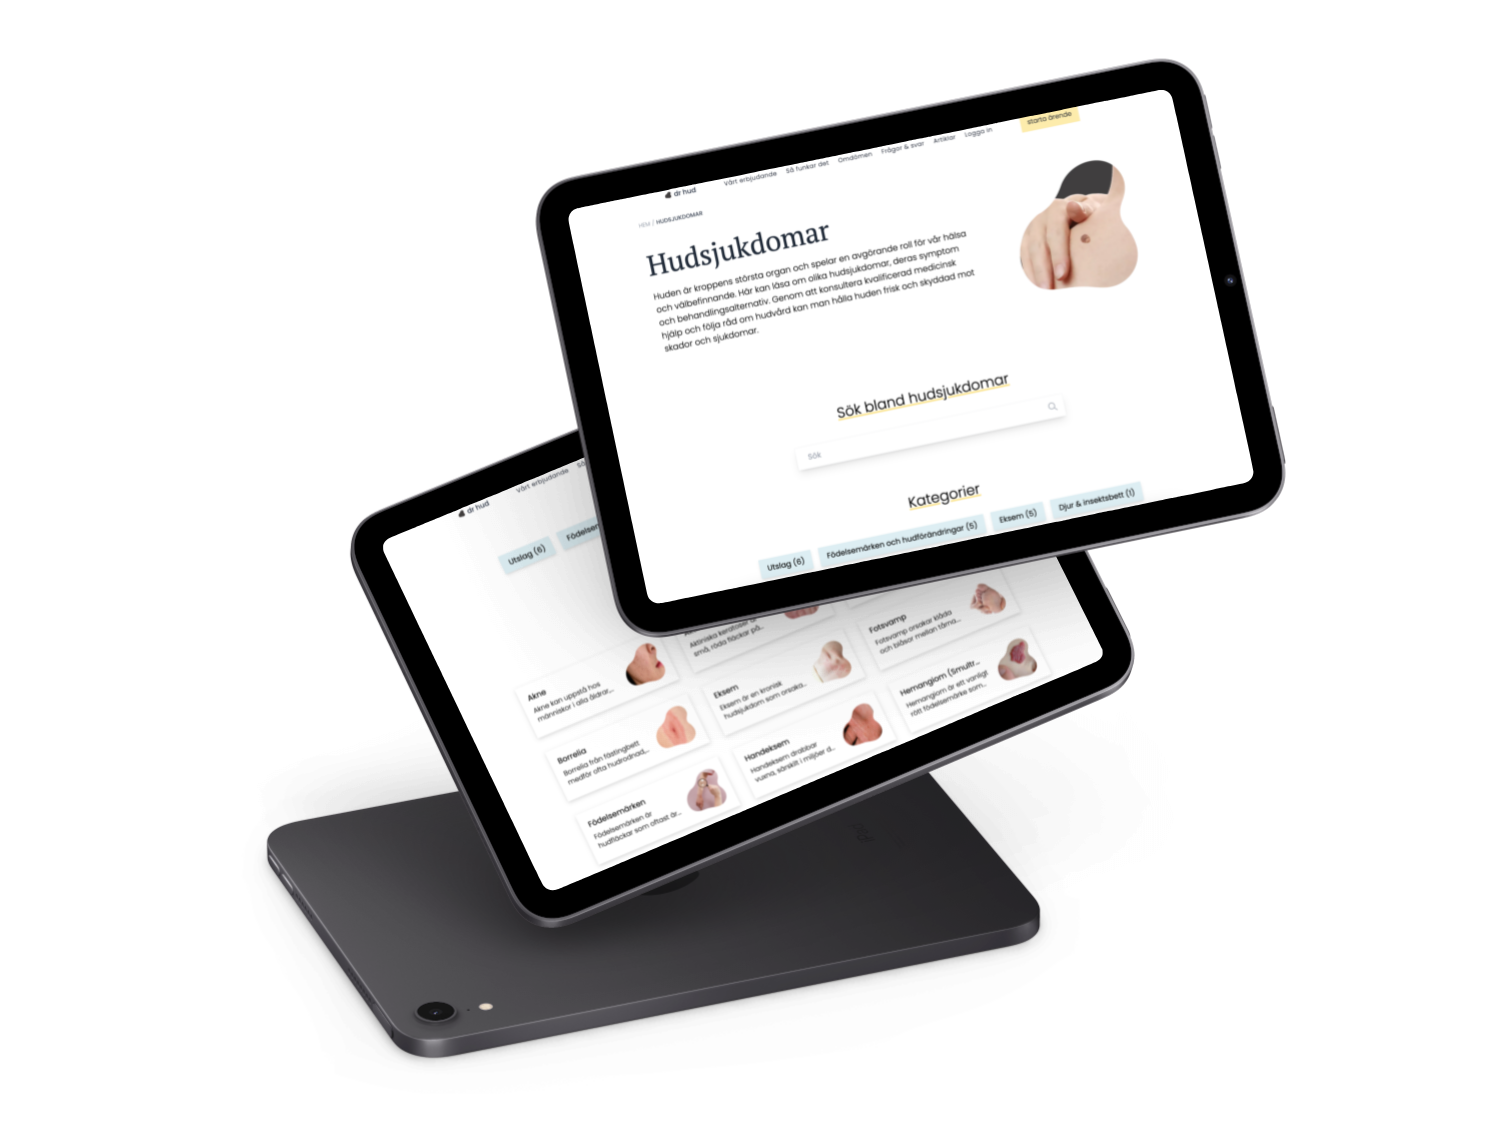 dr hud
Vårt erbjudande Så funkar det Omdömen Frågor & svar Artiklar Logga in
starta ärende
HEM / HUDSJUKDOMAR
Hudsjukdomar
Huden är kroppens största organ och spelar en avgörande roll för vår hälsa
och välbefinnande. Här kan läsa om olika hudsjukdomar, deras symptom
och behandlingsalternativ. Genom att konsultera kvalificerad medicinsk
hjälp och följa råd om hudvård kan man hålla huden frisk och skyddad mot
skador och sjukdomar.
Sök bland hudsjukdomar
Sök
Kategorier
Utslag (6) Födelsemärken och hudförändringar (5) Eksem (5) Djur & insektsbett (1)
dr hud
Vårt erbjudande
Utslag (6)
Akne
Akne kan uppstå hos
människor i alla åldrar,...
Borrelia
Borrelia från fästingbett
medför ofta hudrodnad,...
Födelsemärken
Födelsemärken är
hudfläckar som oftast är...
Aktiniska keratoser är
små, röda fläckar på...
Eksem
Eksem är en kronisk
hudsjukdom som orsaka...
Handeksem
Handeksem drabbar
vuxna, särskilt i miljöer d...
Fotsvamp
Fotsvamp orsakar klåda
och blåsor mellan tårna...
Hemangiom (Smultr...
Hemangiom är ett vanligt
rött födelsemärke som...